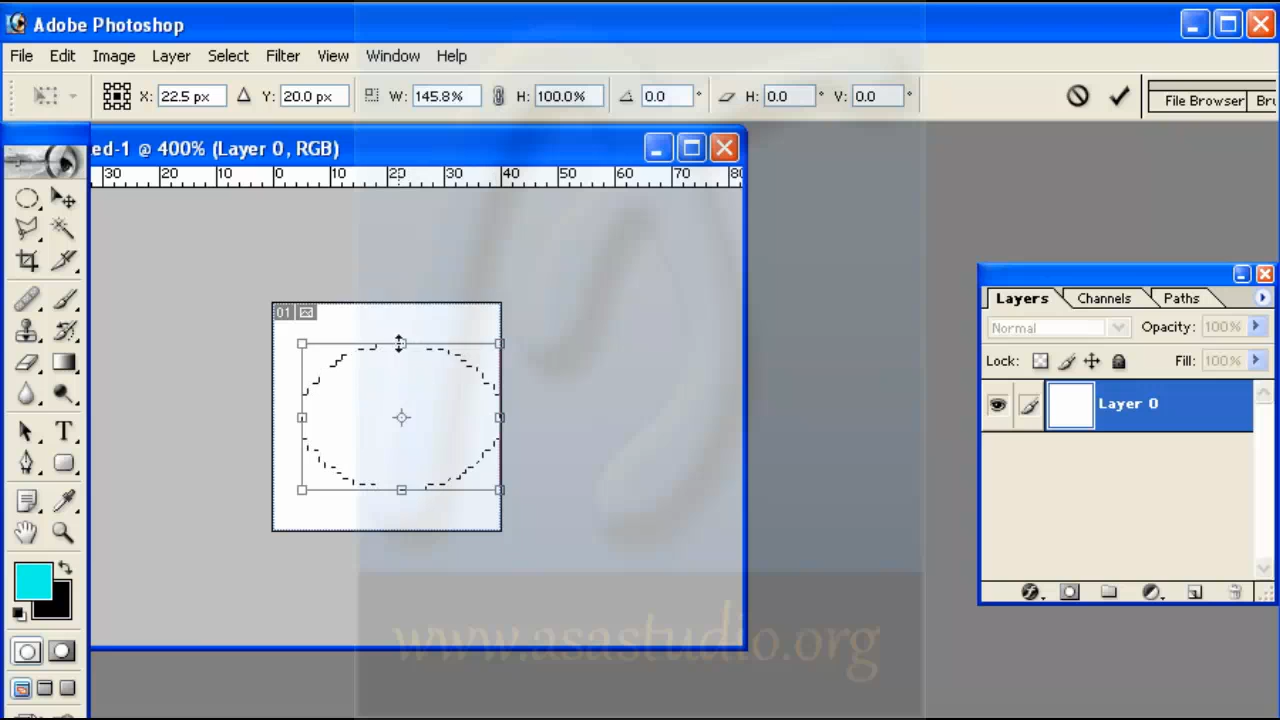 Adobe Photoshop
File Edit Image Layer Select Filter View Window Help
X: 22.5 px Y: 20.0 px W: 145.8% H: 100.0% 0.0 ° H: 0.0 ° V: 0.0 ° File Browser Bru
ed-1 @ 400% (Layer 0, RGB)
30 20 10 0 10 20 30 40 50 60 70 80
01
Layers Channels Paths
Normal Opacity: 100%
Lock: Fill: 100%
Layer 0
T
www.asastudio.org